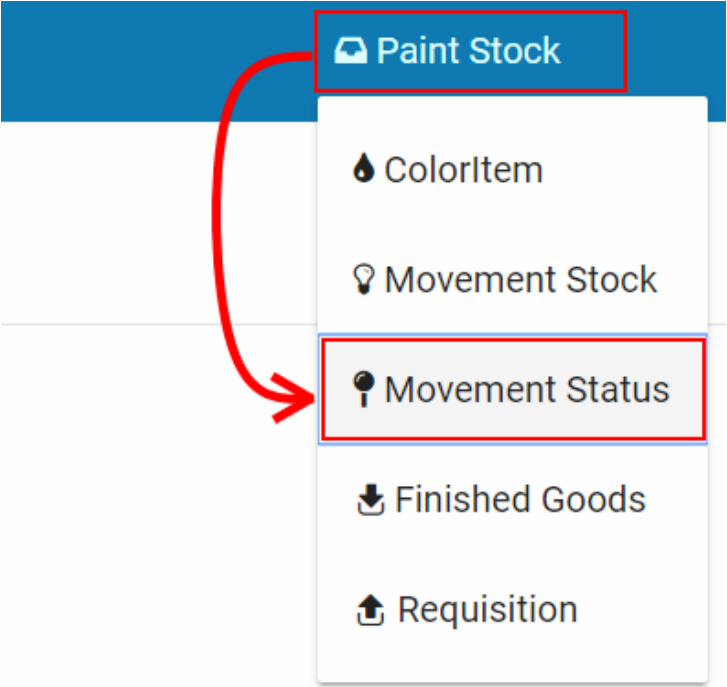 Paint Stock
ColorItem
Movement Stock
Movement Status
Finished Goods
Requisition